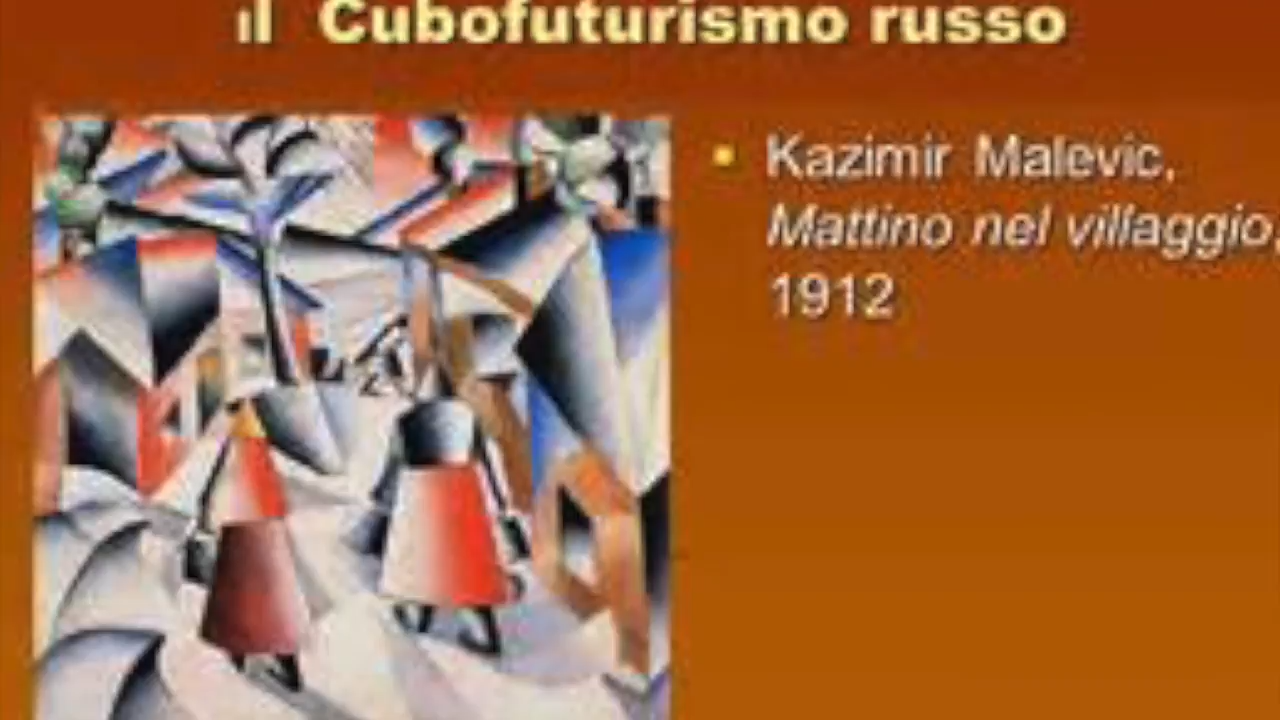 il Cubofuturismo russo
Kazimir Malevic,
Mattino nel villaggio,
1912